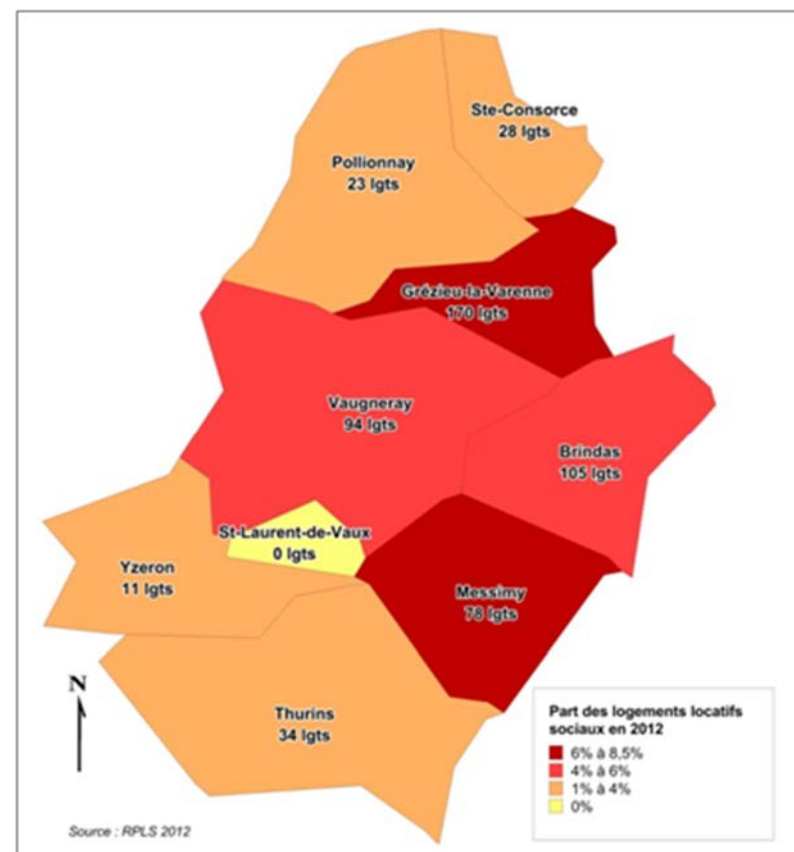 Ste-Consorce
28 lgts
Pollionnay
23 lgts
Grézieu-la-Varenne
170 lgts
Vaugneray
94 lgts
Brindas
105 lgts
St-Laurent-de-Vaux
0 lgts
Yzeron
11 lgts
Messimy
78 lgts
Thurins
34 lgts
N
Part des logements locatifs
sociaux en 2012
6% à 8,5%
4% à 6%
1% à 4%
0%
Source : RPLS 2012